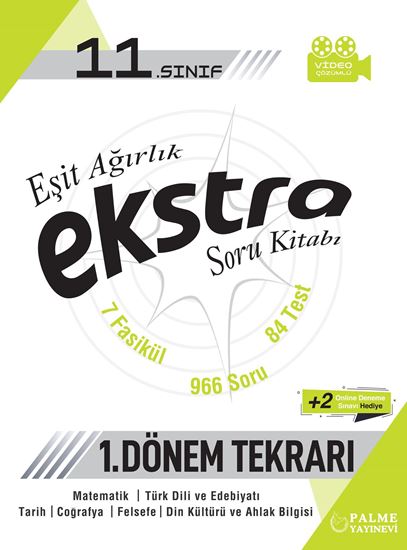 11.SINIF
VİDEO
ÇÖZÜMLÜ
Eşit Ağırlık
ekstra
Soru Kitabı
7 Fasikül
966 Soru
84 Test
+2 Online Deneme
Sınavı Hediye
1.DÖNEM TEKRARI
Matematik | Türk Dili ve Edebiyatı
Tarih | Coğrafya | Felsefe | Din Kültürü ve Ahlak Bilgisi
PALME
YAYINEVİ